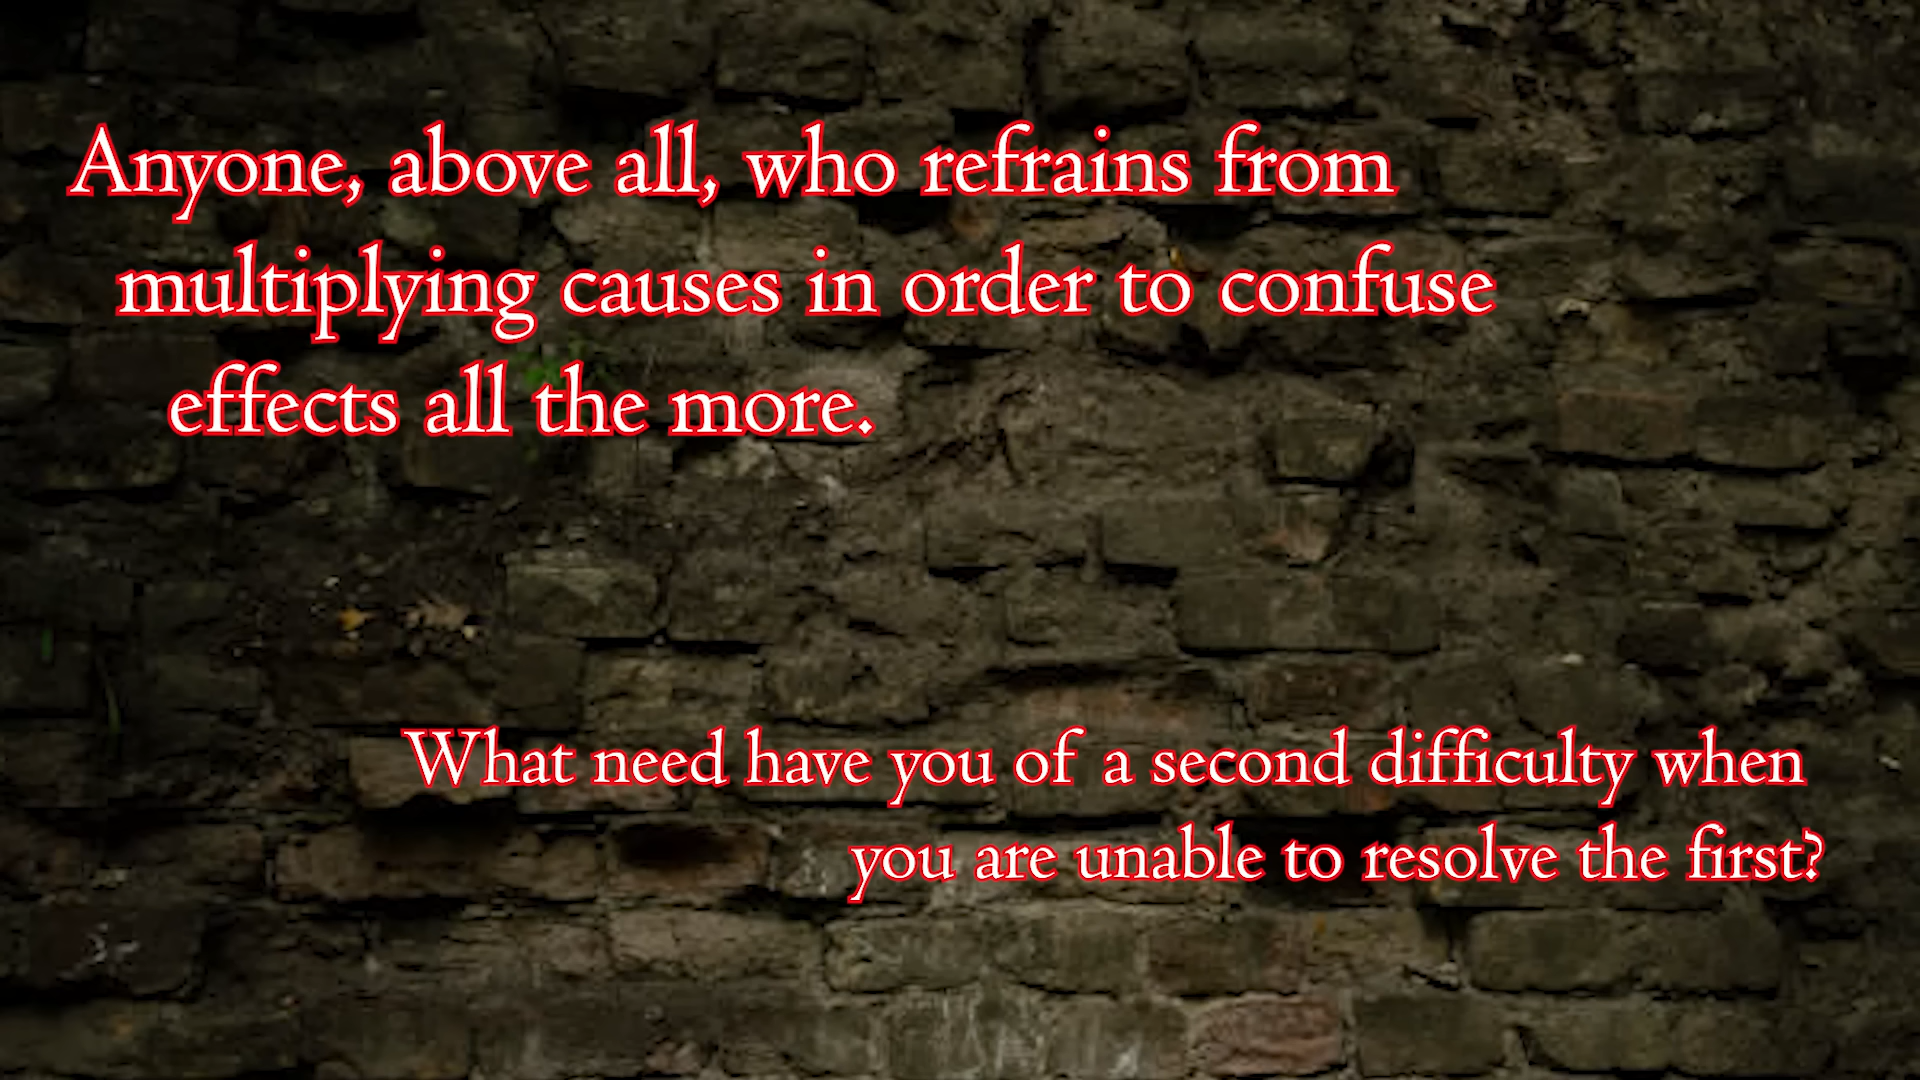 Anyone, above all, who refrains from
multiplying causes in order to confuse
effects all the more.
What need have you of a second difficulty when
you are unable to resolve the first?